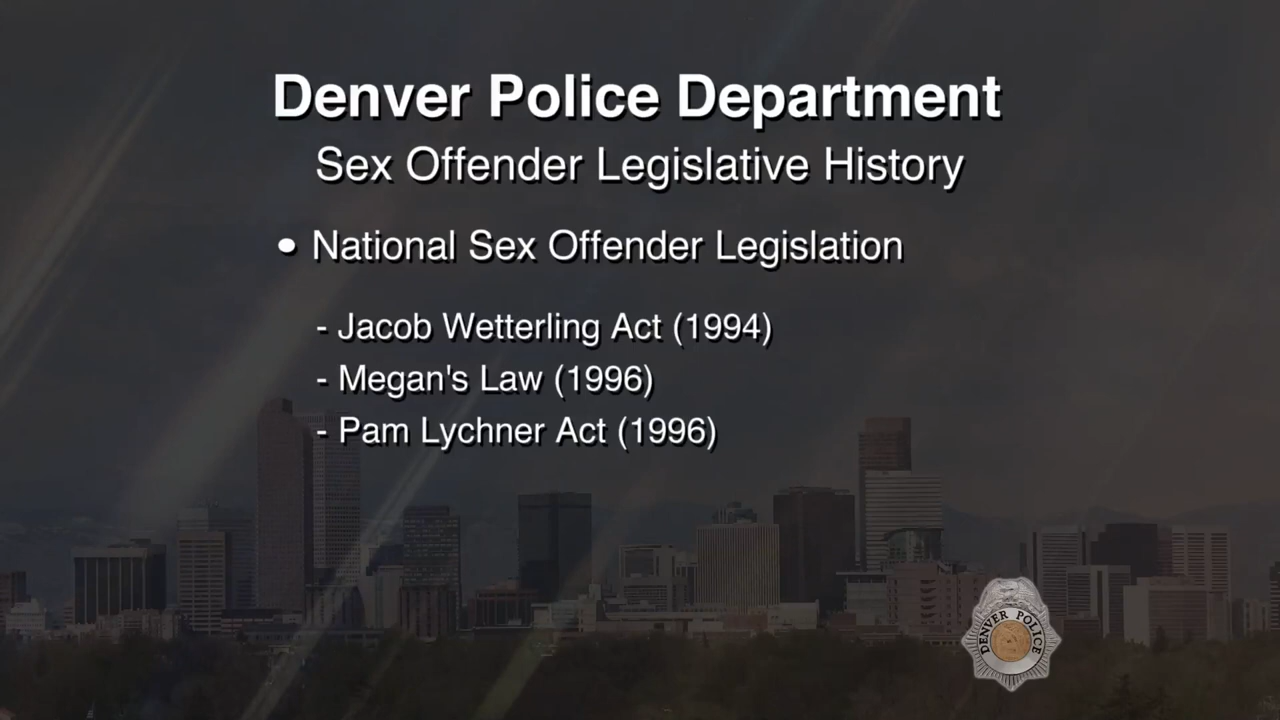 Denver Police Department
Sex Offender Legislative History
• National Sex Offender Legislation
- Jacob Wetterling Act (1994)
- Megan's Law (1996)
- Pam Lychner Act (1996)
DENVER POLICE